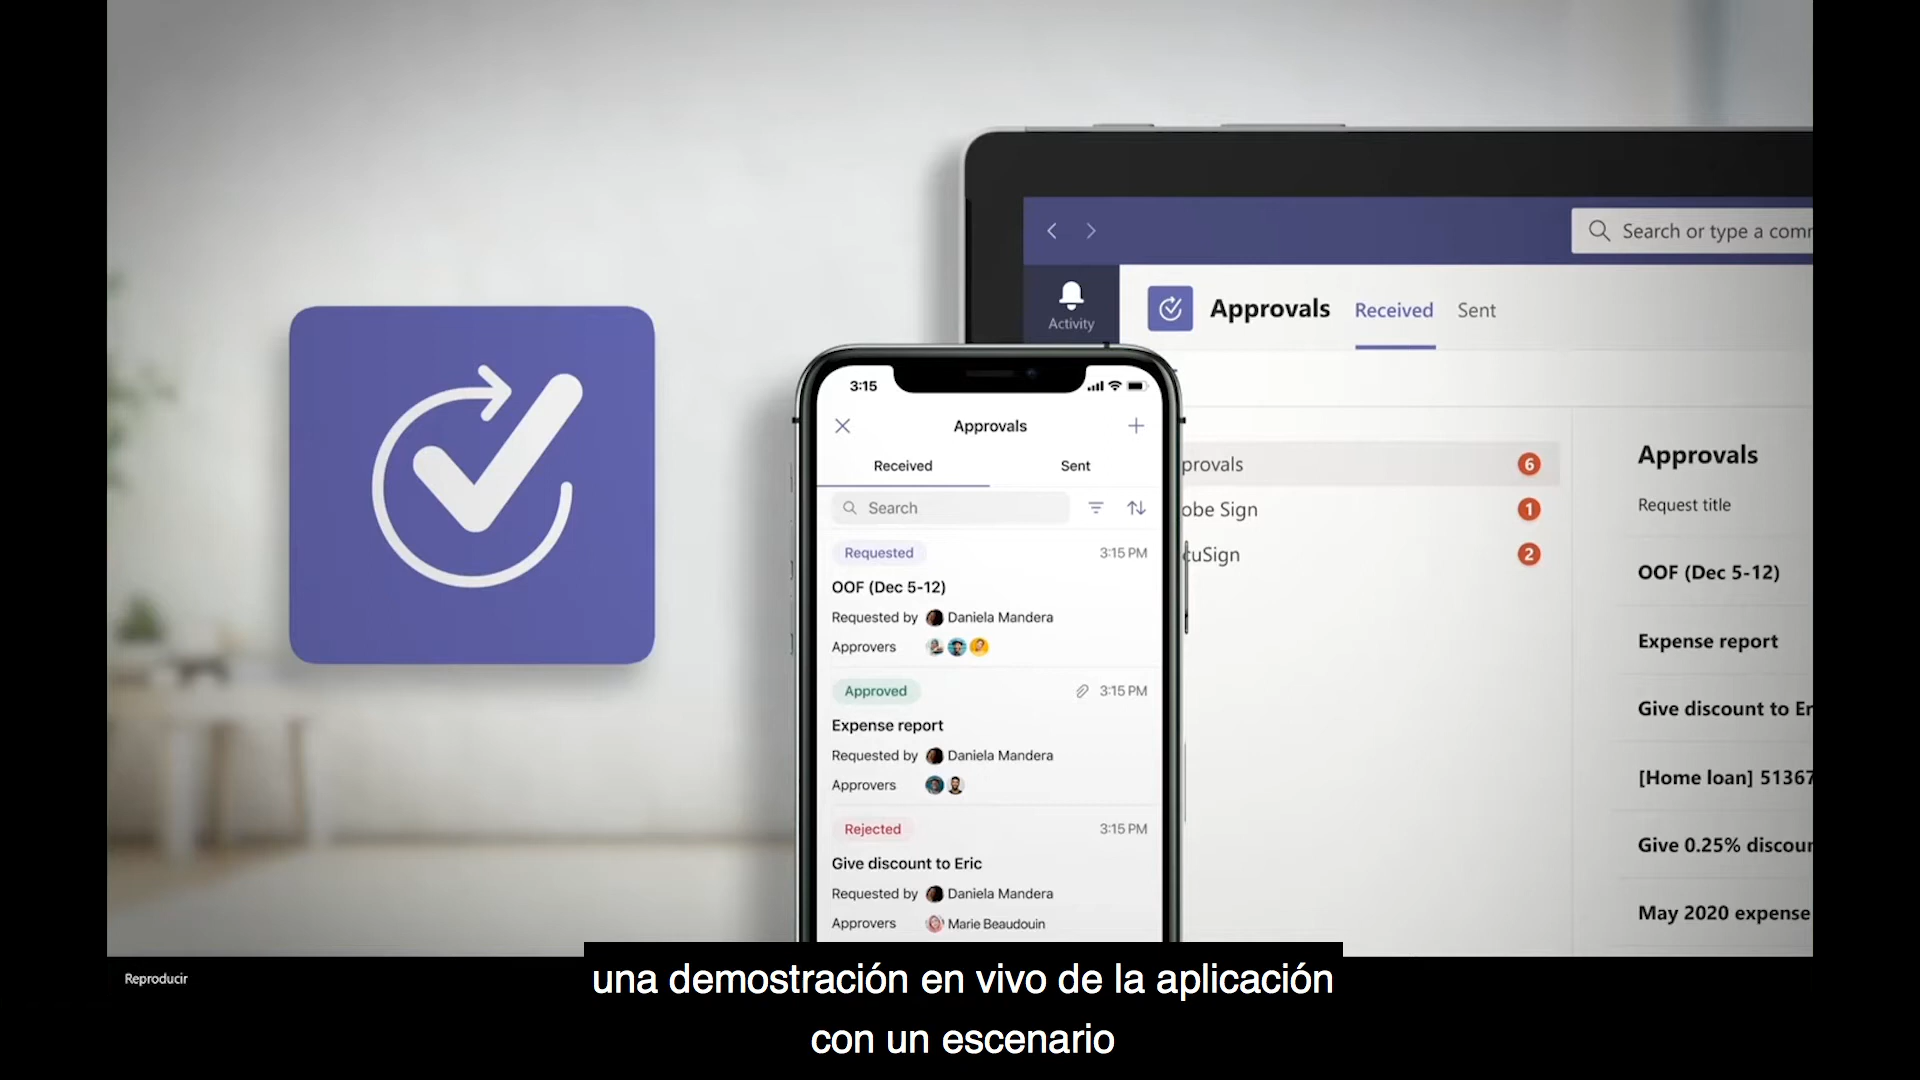 Search or type a comm
Activity
Approvals
Received
Sent
provals
6
obe Sign
1
cuSign
2
Approvals
Request title
OOF (Dec 5-12)
Expense report
Give discount to Er
[Home loan] 51367
Give 0.25% discour
May 2020 expense
3:15
Approvals
Received
Sent
Search
Requested
3:15 PM
OOF (Dec 5-12)
Requested by Daniela Mandera
Approvers
Approved
3:15 PM
Expense report
Requested by Daniela Mandera
Approvers
Rejected
3:15 PM
Give discount to Eric
Requested by Daniela Mandera
Approvers Marie Beaudouin
Reproducir
una demostración en vivo de la aplicación
con un escenario